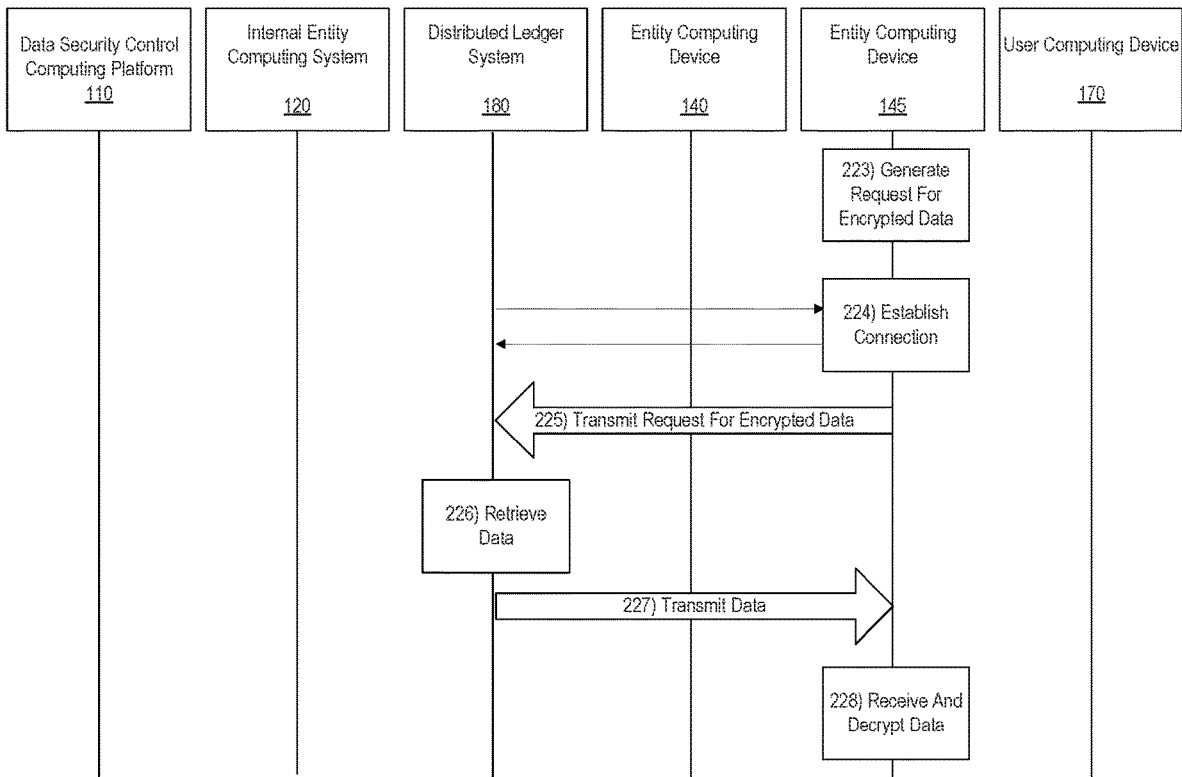 Data Security Control
Computing Platform
110
Internal Entity
Computing System
120
Distributed Ledger
System
180
Entity Computing
Device
140
Entity Computing
Device
145
User Computing Device
170
223) Generate
Request For
Encrypted Data
224) Establish
Connection
225) Transmit Request For Encrypted Data
226) Retrieve
Data
227) Transmit Data
228) Receive And
Decrypt Data